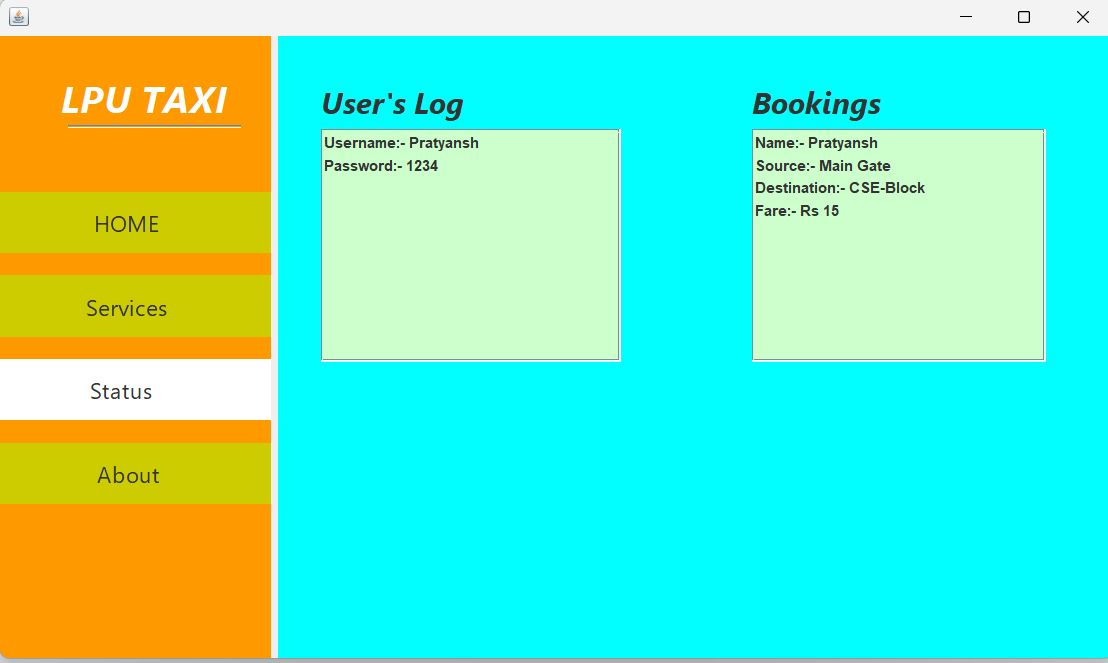 LPU TAXI
HOME
Services
Status
About
User's Log
Username:- Pratyansh
Password:- 1234
Bookings
Name:- Pratyansh
Source:- Main Gate
Destination:- CSE-Block
Fare:- Rs 15